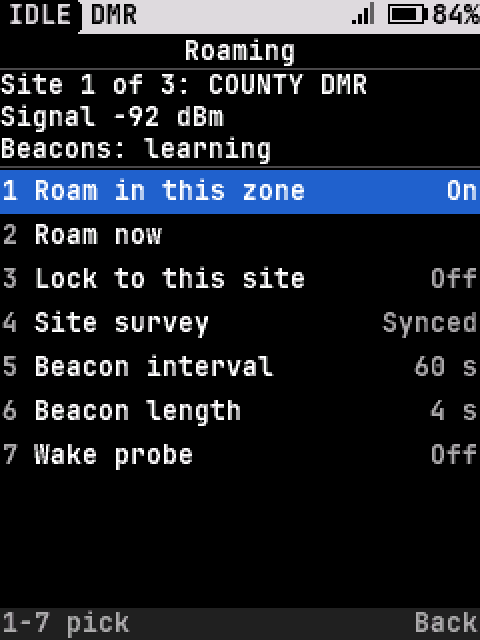 IDLE DMR 84%
Roaming
Site 1 of 3: COUNTY DMR
Signal -92 dBm
Beacons: learning
1 Roam in this zone On
2 Roam now
3 Lock to this site Off
4 Site survey Synced
5 Beacon interval 60 s
6 Beacon length 4 s
7 Wake probe Off
1-7 pick Back